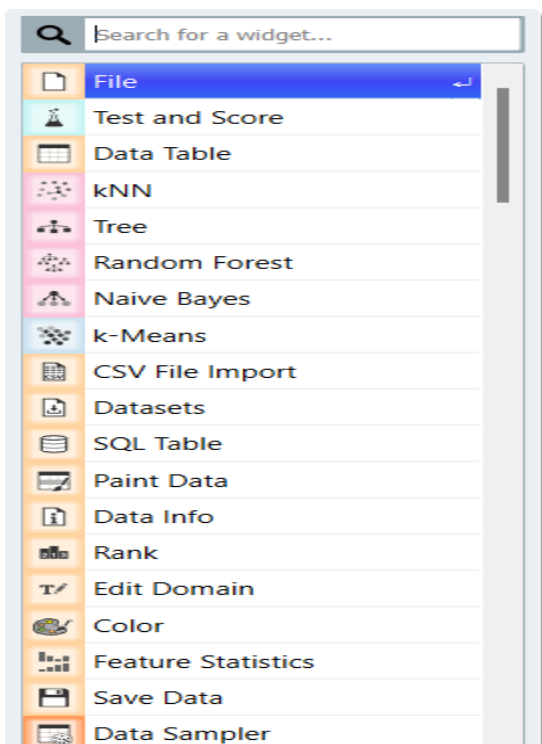 Search for a widget...
File
Test and Score
Data Table
kNN
Tree
Random Forest
Naive Bayes
k-Means
CSV File Import
Datasets
SQL Table
Paint Data
Data Info
Rank
Edit Domain
Color
Feature Statistics
Save Data
Data Sampler